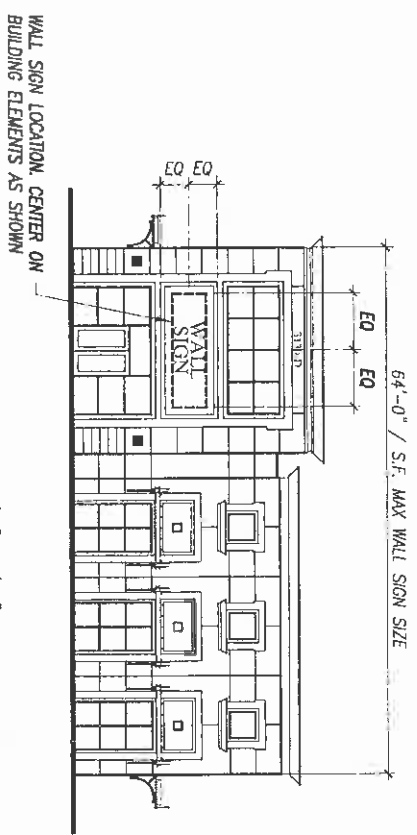 64'-0" / S.F. MAX WALL SIGN SIZE
EQ EQ
EQ EQ
WALL
SIGN
WALL SIGN LOCATION. CENTER ON
BUILDING ELEMENTS AS SHOWN